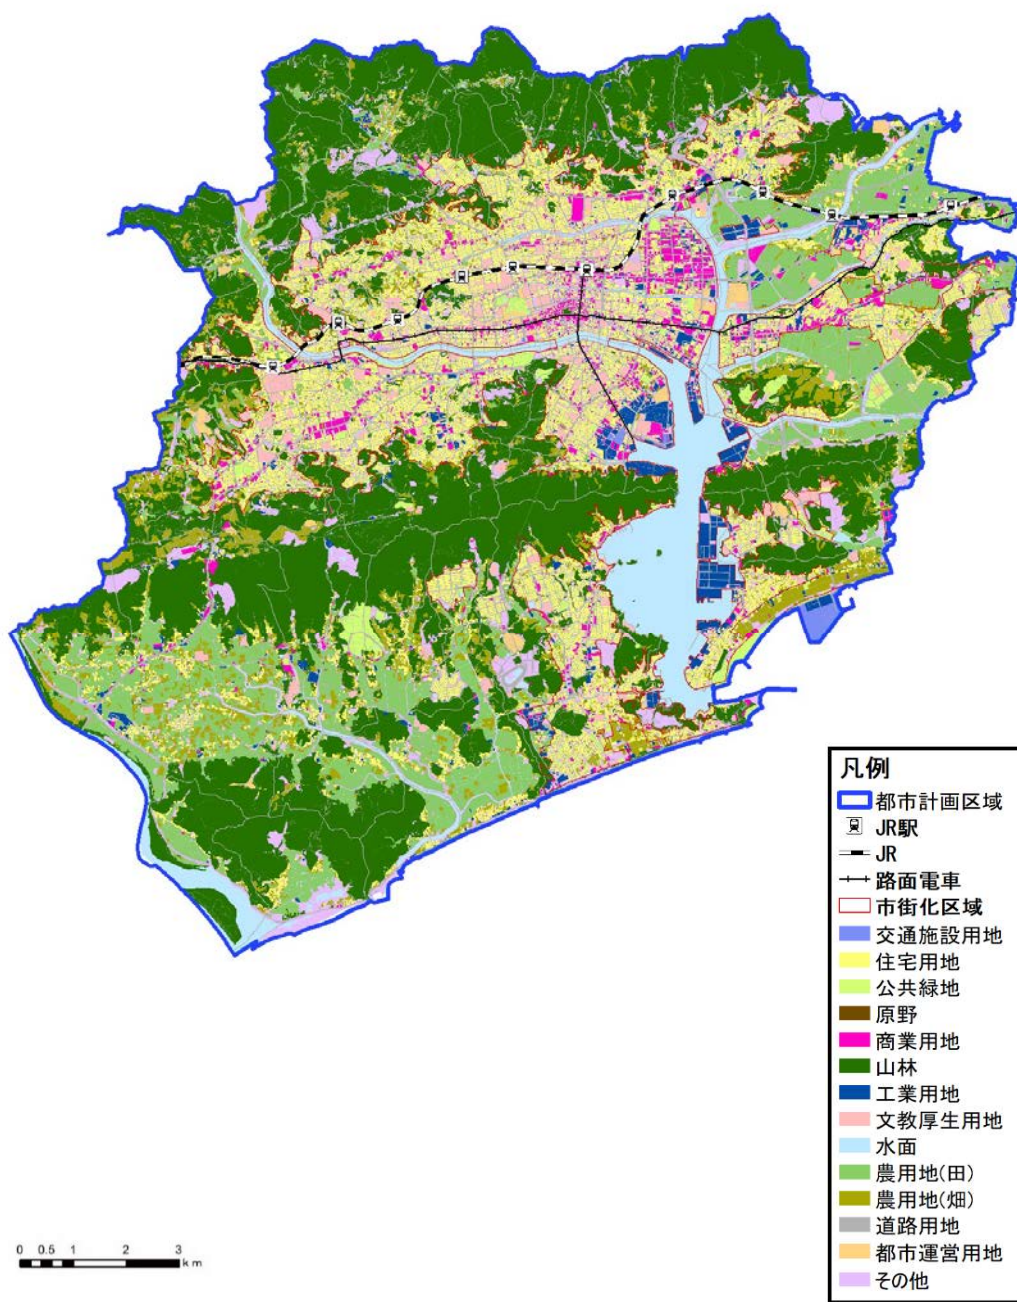 凡例
都市計画区域
JR駅
JR
路面電車
市街化区域
交通施設用地
住宅用地
公共緑地
原野
商業用地
山林
工業用地
文教厚生用地
水面
農用地(田)
農用地(畑)
道路用地
都市運営用地
その他
0 0.5 1 2 3
km